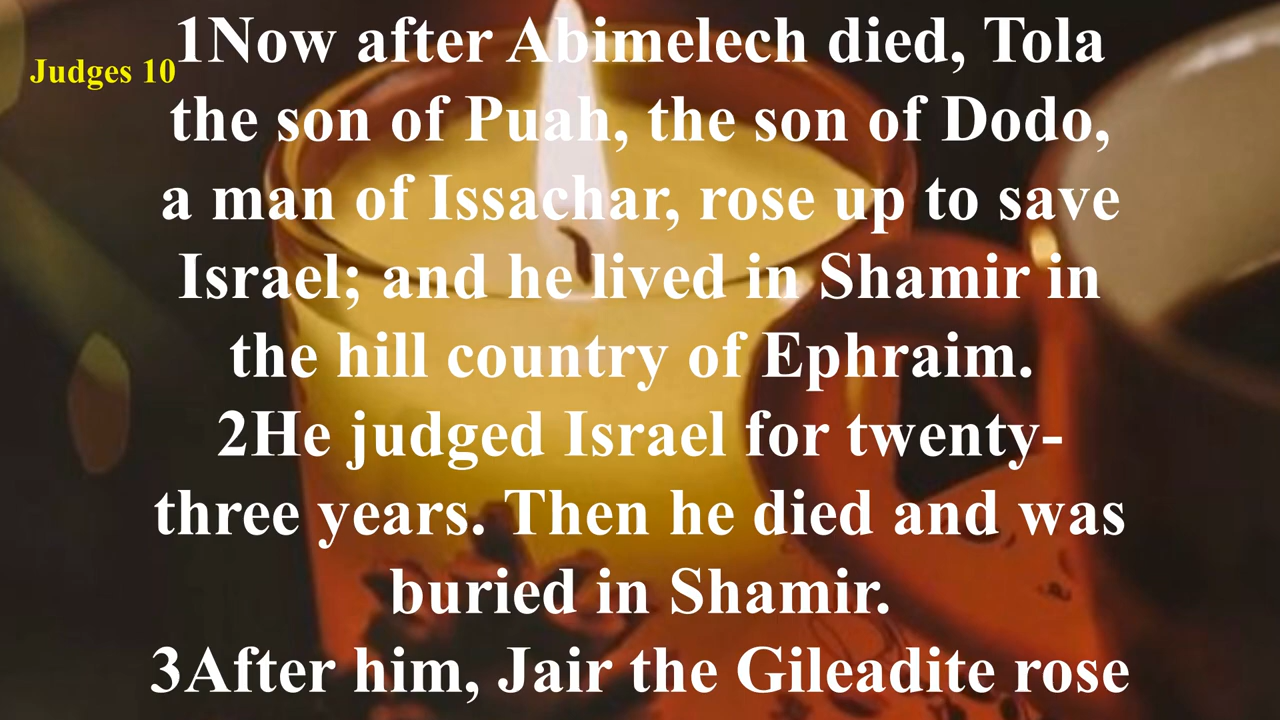 Judges 10
1Now after Abimelech died, Tola
the son of Puah, the son of Dodo,
a man of Issachar, rose up to save
Israel; and he lived in Shamir in
the hill country of Ephraim.
2He judged Israel for twenty-
three years. Then he died and was
buried in Shamir.
3After him, Jair the Gileadite rose